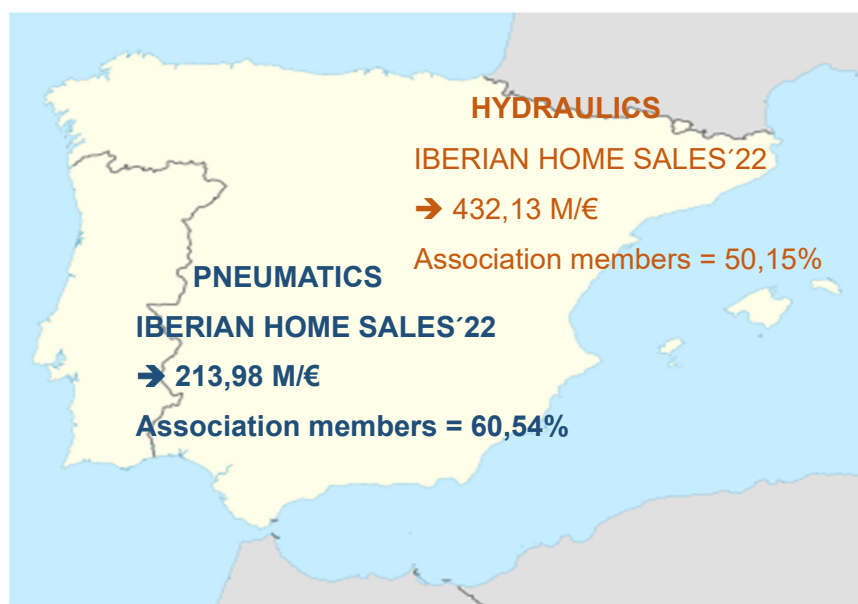 HYDRAULICS
IBERIAN HOME SALES´22
➔ 432,13 M/€
Association members = 50,15%
PNEUMATICS
IBERIAN HOME SALES´22
➔ 213,98 M/€
Association members = 60,54%